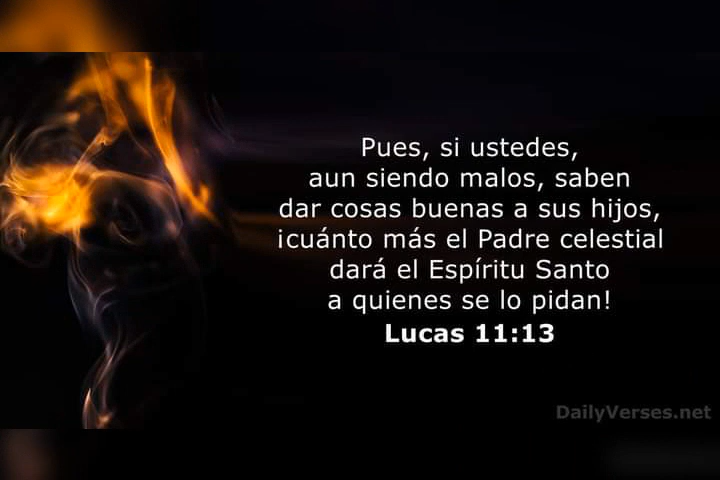 Pues, si ustedes,
aun siendo malos, saben
dar cosas buenas a sus hijos,
¡cuánto más el Padre celestial
dará el Espíritu Santo
a quienes se lo pidan!
Lucas 11:13
DailyVerses.net